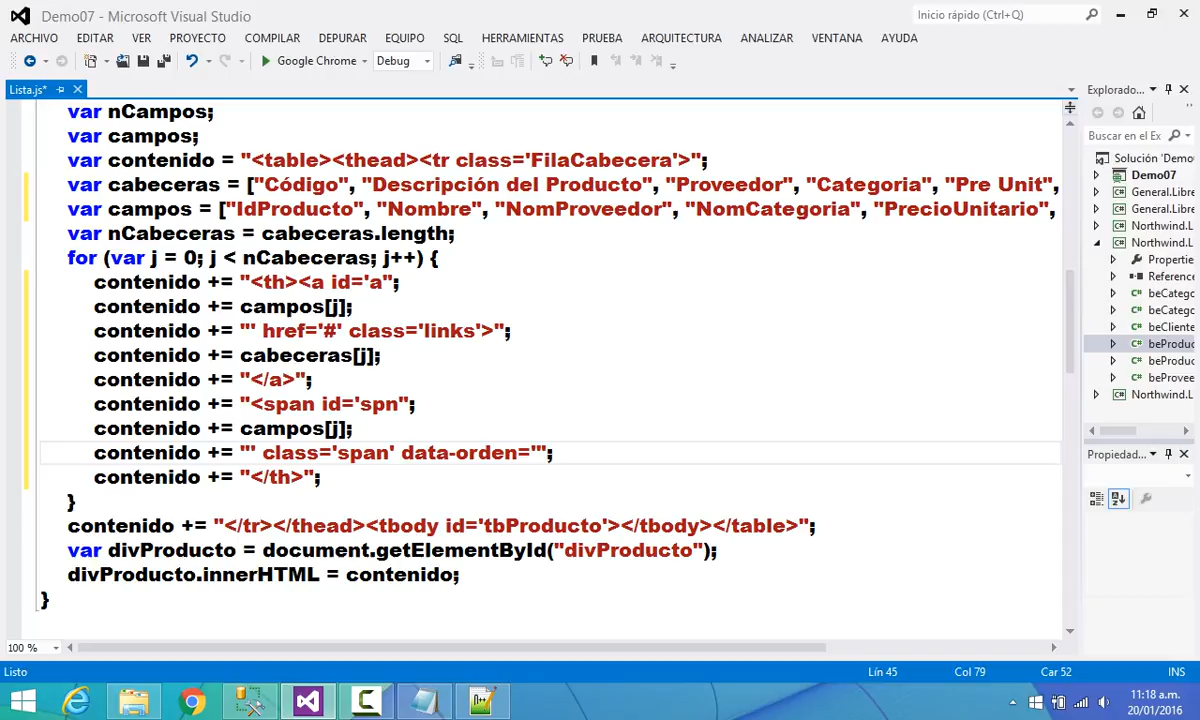 Demo07 - Microsoft Visual Studio
Inicio rápido (Ctrl+Q)
ARCHIVO EDITAR VER PROYECTO COMPILAR DEPURAR EQUIPO SQL HERRAMIENTAS PRUEBA ARQUITECTURA ANALIZAR VENTANA AYUDA
Google Chrome Debug
Lista.js*
var nCampos;
var campos;
var contenido = "<table><thead><tr class='FilaCabecera'>";
var cabeceras = ["Código", "Descripción del Producto", "Proveedor", "Categoria", "Pre Unit",
var campos = ["IdProducto", "Nombre", "NomProveedor", "NomCategoria", "PrecioUnitario",
var nCabeceras = cabeceras.length;
for (var j = 0; j < nCabeceras; j++) {
contenido += "<th><a id='a";
contenido += campos[j];
contenido += "' href='#' class='links'>";
contenido += cabeceras[j];
contenido += "</a>";
contenido += "<span id='spn";
contenido += campos[j];
contenido += "' class='span' data-orden='";
contenido += "</th>";
}
contenido += "</tr></thead><tbody id='tbProducto'></tbody></table>";
var divProducto = document.getElementById("divProducto");
divProducto.innerHTML = contenido;
}
100 %
Explorado...
Buscar en el Ex
Solución 'Demo
Demo07
General.Libre
General.Libre
Northwind.L
Northwind.L
Propertie
Reference
beCatego
beCatego
beCliente
beProduc
beProduc
beProvee
Northwind.L
Propiedad...
Listo Lín 45 Col 79 Car 52 INS
11:18 a.m.
20/01/2016